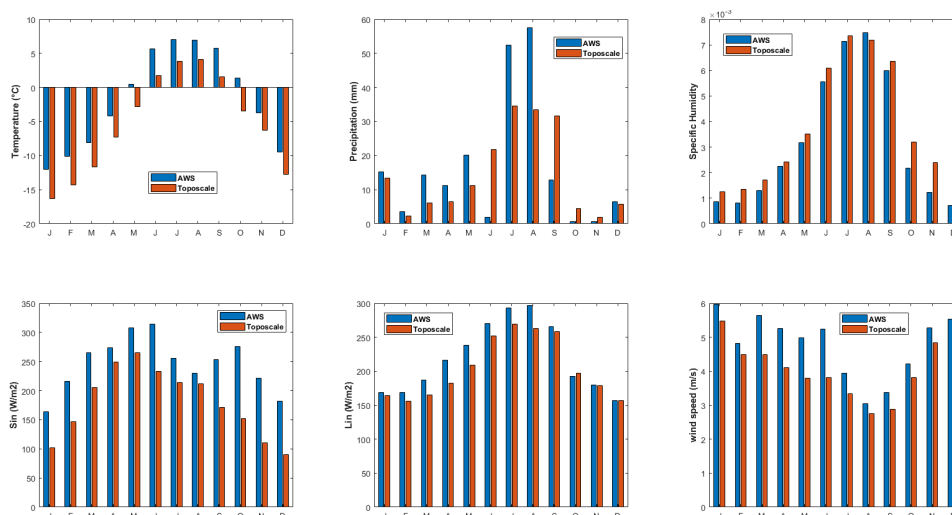 Temperature (°C)
10
5
0
-5
-10
-15
-20
AWS
Toposcale
J F M A M J J A S O N D
Precipitation (mm)
60
50
40
30
20
10
0
AWS
Toposcale
J F M A M J J A S O N D
×10⁻³
Specific Humidity
8
7
6
5
4
3
2
1
0
AWS
Toposcale
J F M A M J J A S O N D
Sin (W/m2)
350
300
250
200
150
100
50
0
AWS
Toposcale
J F M A M J J A S O N D
Lin (W/m2)
300
250
200
150
100
50
0
AWS
Toposcale
J F M A M J J A S O N D
wind speed (m/s)
6
5
4
3
2
1
0
AWS
Toposcale
J F M A M J J A S O N